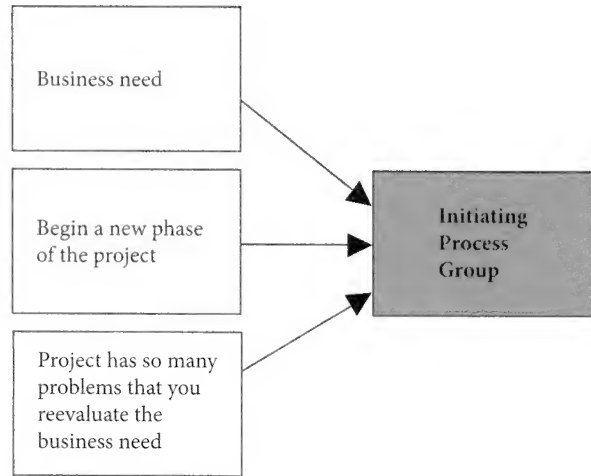 Business need
Begin a new phase
of the project
Project has so many
problems that you
reevaluate the
business need
Initiating
Process
Group